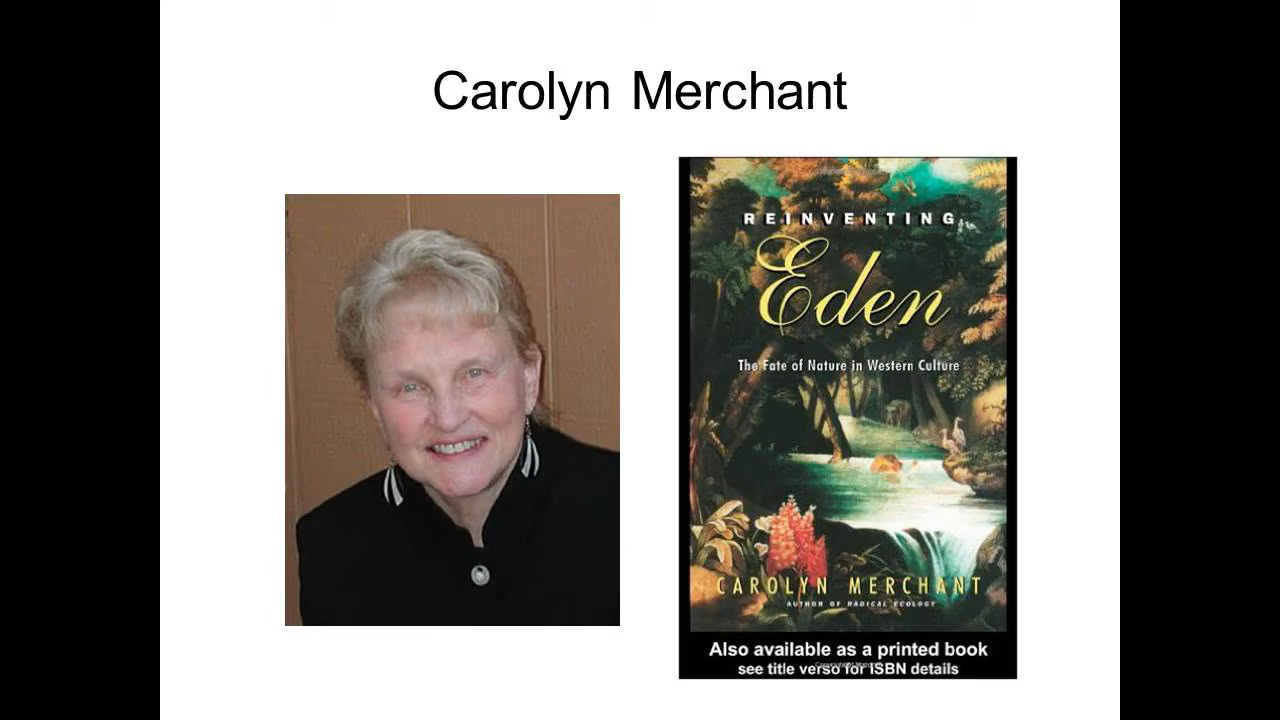 Carolyn Merchant
REINVENTING
Eden
The Fate of Nature in Western Culture
CAROLYN MERCHANT
AUTHOR OF RADICAL ECOLOGY
Also available as a printed book
see title verso for ISBN details